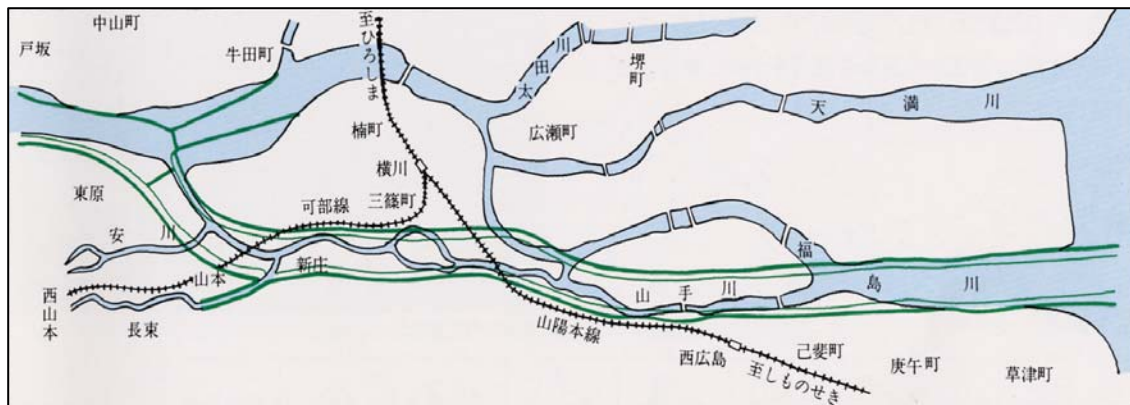 中山町
戸坂
牛田町
至ひろしま
太田川
堺町
天満川
楠町
広瀬町
横川
三篠町
可部線
東原
安川
山本
新庄
西山本
長束
福島川
山手川
山陽本線
西広島
己斐町
至しものせき
庚午町
草津町